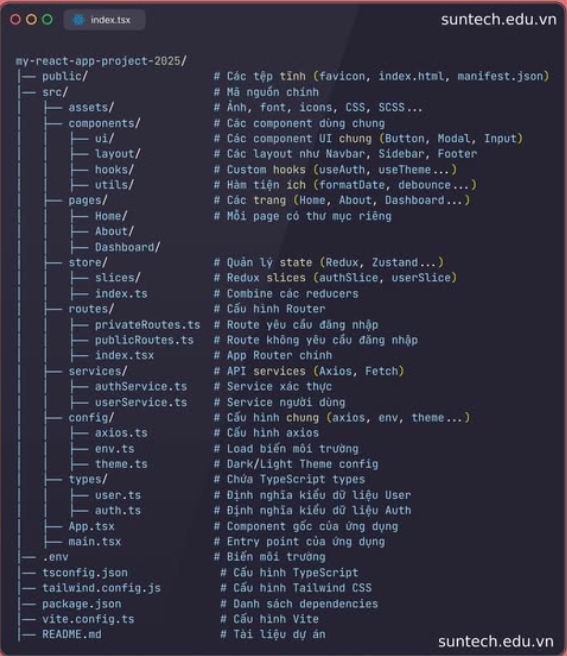 index.tsx
suntech.edu.vn
my-react-app-project-2025/
├── public/ # Các tệp tĩnh (favicon, index.html, manifest.json)
├── src/ # Mã nguồn chính
│ ├── assets/ # Ảnh, font, icons, CSS, SCSS...
│ ├── components/ # Các component dùng chung
│ │ ├── ui/ # Các component UI chung (Button, Modal, Input)
│ │ ├── layout/ # Các layout như Navbar, Sidebar, Footer
│ │ ├── hooks/ # Custom hooks (useAuth, useTheme...)
│ │ ├── utils/ # Hàm tiện ích (formatDate, debounce...)
│ ├── pages/ # Các trang (Home, About, Dashboard...)
│ │ ├── Home/ # Mỗi page có thư mục riêng
│ │ ├── About/
│ │ ├── Dashboard/
│ ├── store/ # Quản lý state (Redux, Zustand...)
│ │ ├── slices/ # Redux slices (authSlice, userSlice)
│ │ ├── index.ts # Combine các reducers
│ ├── routes/ # Cấu hình Router
│ │ ├── privateRoutes.ts # Route yêu cầu đăng nhập
│ │ ├── publicRoutes.ts # Route không yêu cầu đăng nhập
│ │ ├── index.tsx # App Router chính
│ ├── services/ # API services (Axios, Fetch)
│ │ ├── authService.ts # Service xác thực
│ │ ├── userService.ts # Service người dùng
│ ├── config/ # Cấu hình chung (axios, env, theme...)
│ │ ├── axios.ts # Cấu hình axios
│ │ ├── env.ts # Load biến môi trường
│ │ ├── theme.ts # Dark/Light Theme config
│ ├── types/ # Chứa TypeScript types
│ │ ├── user.ts # Định nghĩa kiểu dữ liệu User
│ │ ├── auth.ts # Định nghĩa kiểu dữ liệu Auth
│ ├── App.tsx # Component gốc của ứng dụng
│ ├── main.tsx # Entry point của ứng dụng
├── .env # Biến môi trường
├── tsconfig.json # Cấu hình TypeScript
├── tailwind.config.js # Cấu hình Tailwind CSS
├── package.json # Danh sách dependencies
├── vite.config.ts # Cấu hình Vite
├── README.md # Tài liệu dự án
suntech.edu.vn